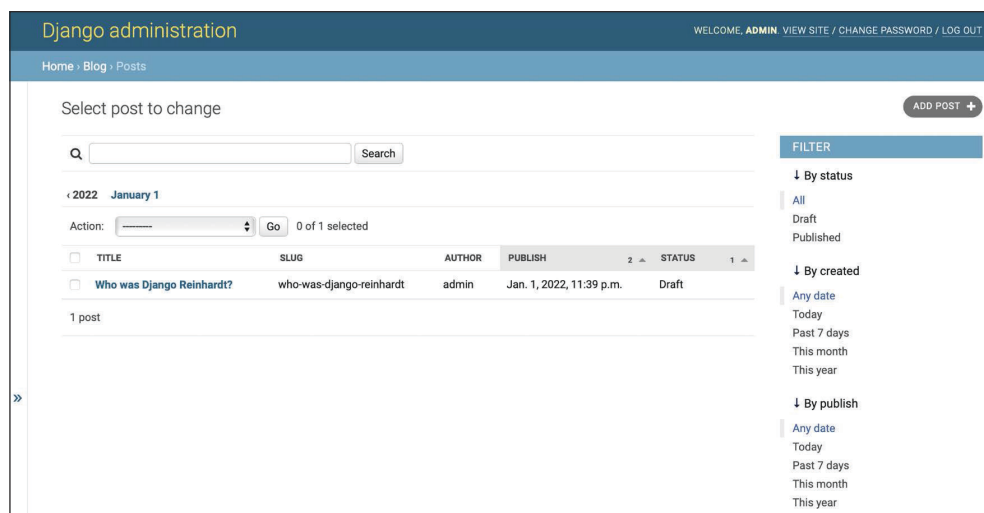 Django administration
WELCOME, ADMIN. VIEW SITE / CHANGE PASSWORD / LOG OUT
Home › Blog › Posts
Select post to change
ADD POST +
Search
‹ 2022 January 1
Action: --------- Go 0 of 1 selected
TITLE SLUG AUTHOR PUBLISH 2 STATUS 1
Who was Django Reinhardt? who-was-django-reinhardt admin Jan. 1, 2022, 11:39 p.m. Draft
1 post
»
FILTER
↓ By status
All
Draft
Published
↓ By created
Any date
Today
Past 7 days
This month
This year
↓ By publish
Any date
Today
Past 7 days
This month
This year